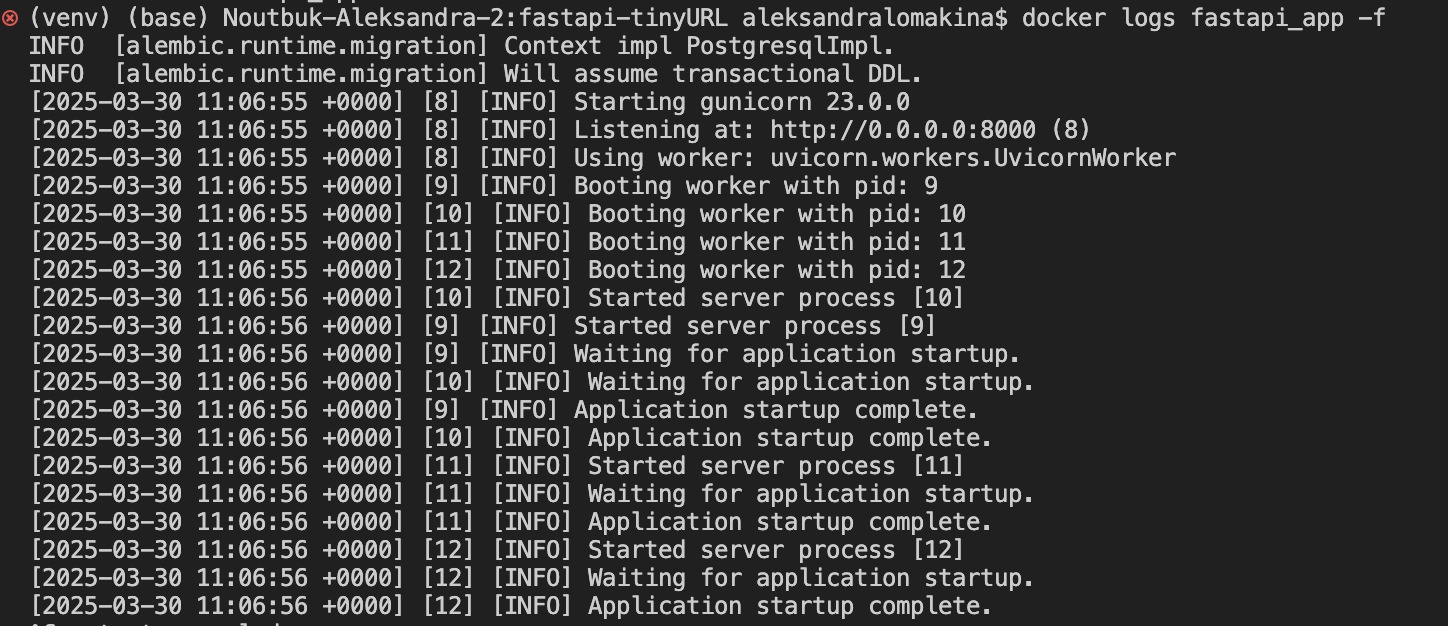 (venv) (base) Noutbuk-Aleksandra-2:fastapi-tinyURL aleksandralomakina$ docker logs fastapi_app -f
INFO  [alembic.runtime.migration] Context impl PostgresqlImpl.
INFO  [alembic.runtime.migration] Will assume transactional DDL.
[2025-03-30 11:06:55 +0000] [8] [INFO] Starting gunicorn 23.0.0
[2025-03-30 11:06:55 +0000] [8] [INFO] Listening at: http://0.0.0.0:8000 (8)
[2025-03-30 11:06:55 +0000] [8] [INFO] Using worker: uvicorn.workers.UvicornWorker
[2025-03-30 11:06:55 +0000] [9] [INFO] Booting worker with pid: 9
[2025-03-30 11:06:55 +0000] [10] [INFO] Booting worker with pid: 10
[2025-03-30 11:06:55 +0000] [11] [INFO] Booting worker with pid: 11
[2025-03-30 11:06:55 +0000] [12] [INFO] Booting worker with pid: 12
[2025-03-30 11:06:56 +0000] [10] [INFO] Started server process [10]
[2025-03-30 11:06:56 +0000] [9] [INFO] Started server process [9]
[2025-03-30 11:06:56 +0000] [9] [INFO] Waiting for application startup.
[2025-03-30 11:06:56 +0000] [10] [INFO] Waiting for application startup.
[2025-03-30 11:06:56 +0000] [9] [INFO] Application startup complete.
[2025-03-30 11:06:56 +0000] [10] [INFO] Application startup complete.
[2025-03-30 11:06:56 +0000] [11] [INFO] Started server process [11]
[2025-03-30 11:06:56 +0000] [11] [INFO] Waiting for application startup.
[2025-03-30 11:06:56 +0000] [11] [INFO] Application startup complete.
[2025-03-30 11:06:56 +0000] [12] [INFO] Started server process [12]
[2025-03-30 11:06:56 +0000] [12] [INFO] Waiting for application startup.
[2025-03-30 11:06:56 +0000] [12] [INFO] Application startup complete.